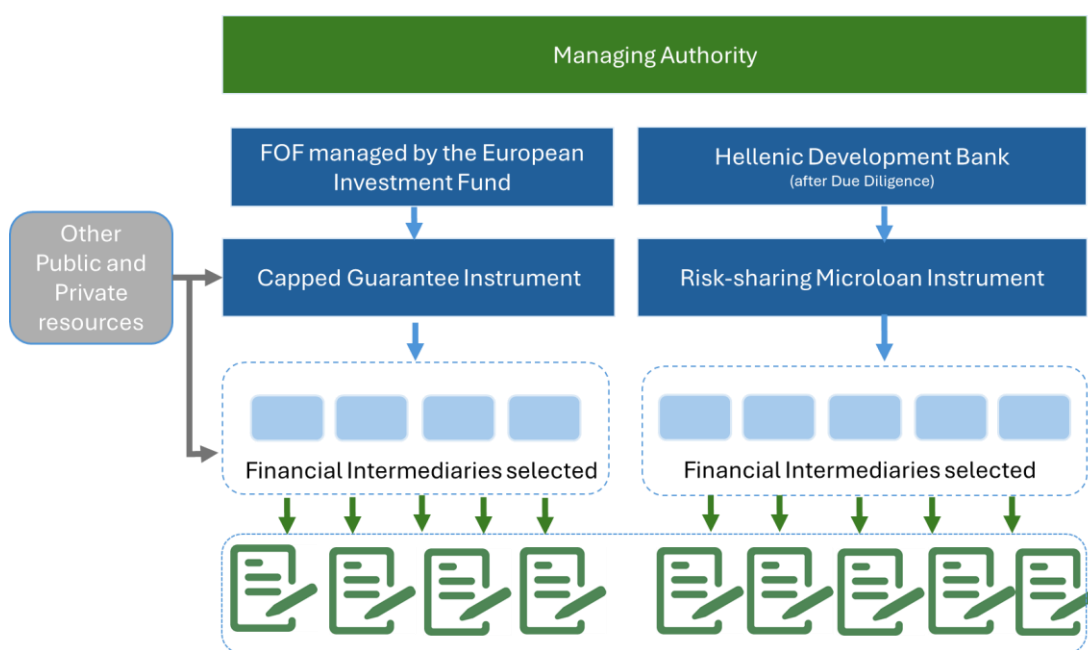 Managing Authority
FOF managed by the European
Investment Fund
Hellenic Development Bank
(after Due Diligence)
Other
Public and
Private
resources
Capped Guarantee Instrument
Risk-sharing Microloan Instrument
Financial Intermediaries selected
Financial Intermediaries selected